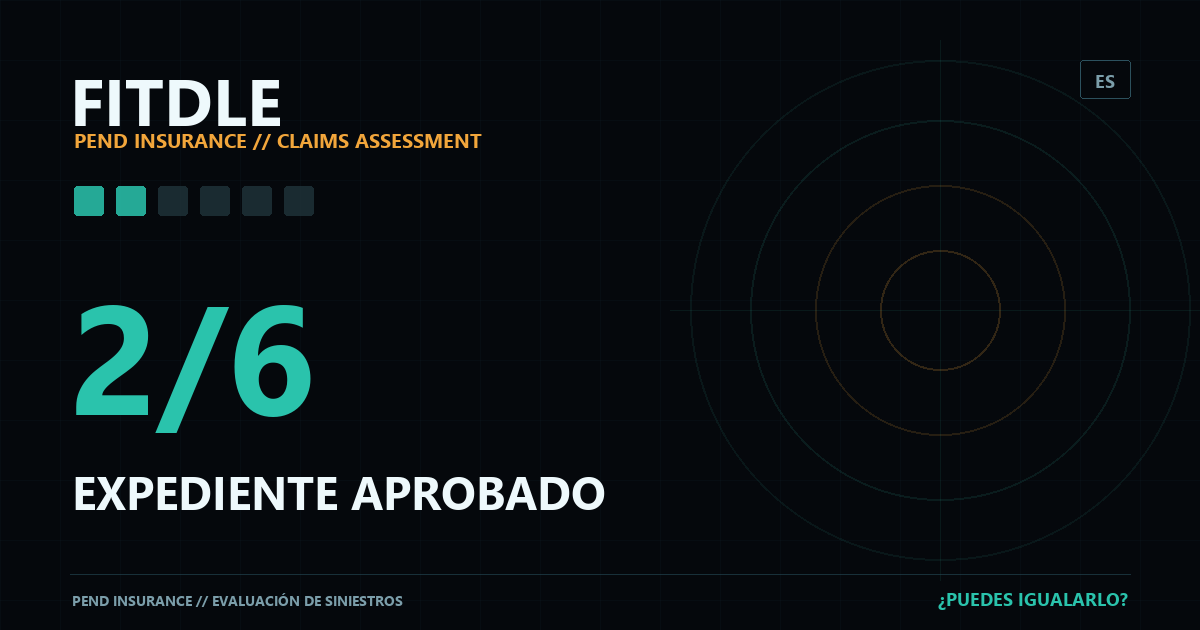 FITDLE
ES
PEND INSURANCE // CLAIMS ASSESSMENT
2/6
EXPEDIENTE APROBADO
PEND INSURANCE // EVALUACIÓN DE SINIESTROS
¿PUEDES IGUALARLO?